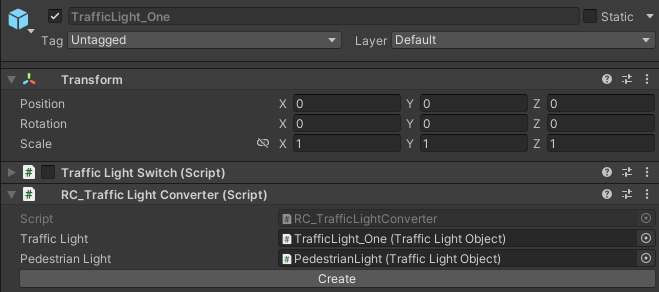 TrafficLight_One Static
Tag Untagged Layer Default
Transform
Position X 0 Y 0 Z 0
Rotation X 0 Y 0 Z 0
Scale X 1 Y 1 Z 1
# Traffic Light Switch (Script)
# RC_Traffic Light Converter (Script)
Script # RC_TrafficLightConverter
Traffic Light # TrafficLight_One (Traffic Light Object)
Pedestrian Light # PedestrianLight (Traffic Light Object)
Create